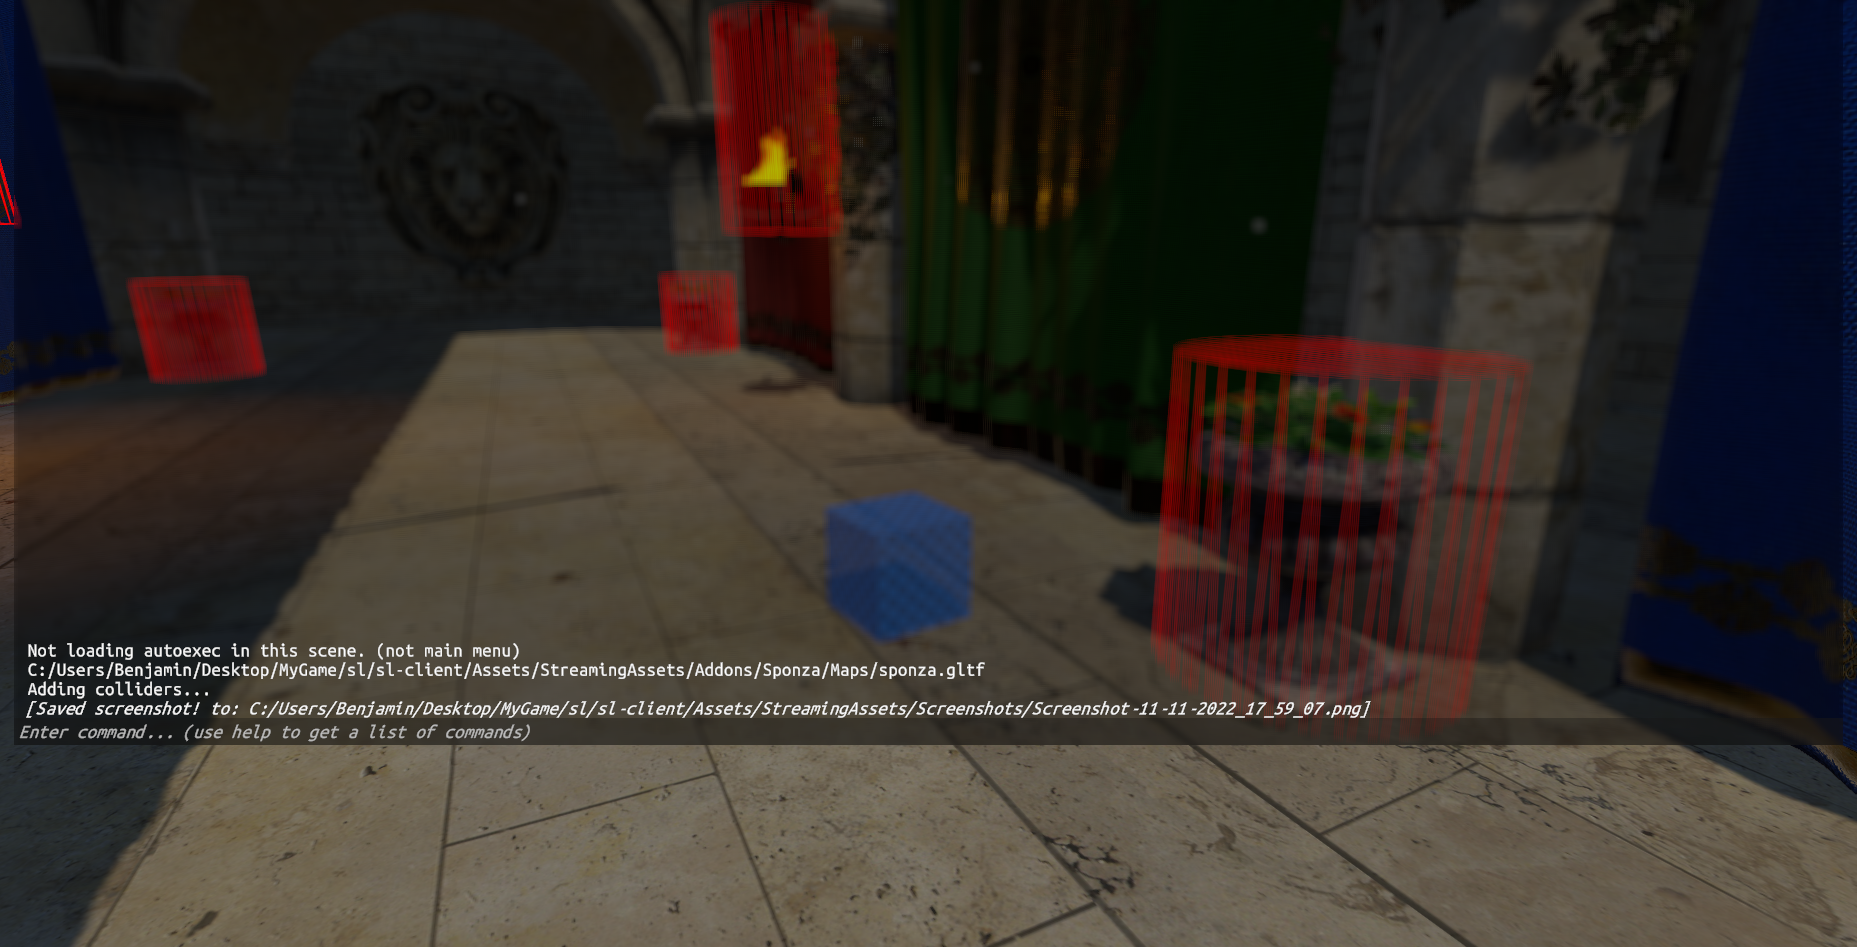 Not loading autoexec in this scene. (not main menu)
C:/Users/Benjamin/Desktop/MyGame/sl/sl-client/Assets/StreamingAssets/Addons/Sponza/Maps/sponza.gltf
Adding colliders...
[Saved screenshot! to: C:/Users/Benjamin/Desktop/MyGame/sl/sl-client/Assets/StreamingAssets/Screenshots/Screenshot-11-11-2022_17_59_07.png]
Enter command... (use help to get a list of commands)